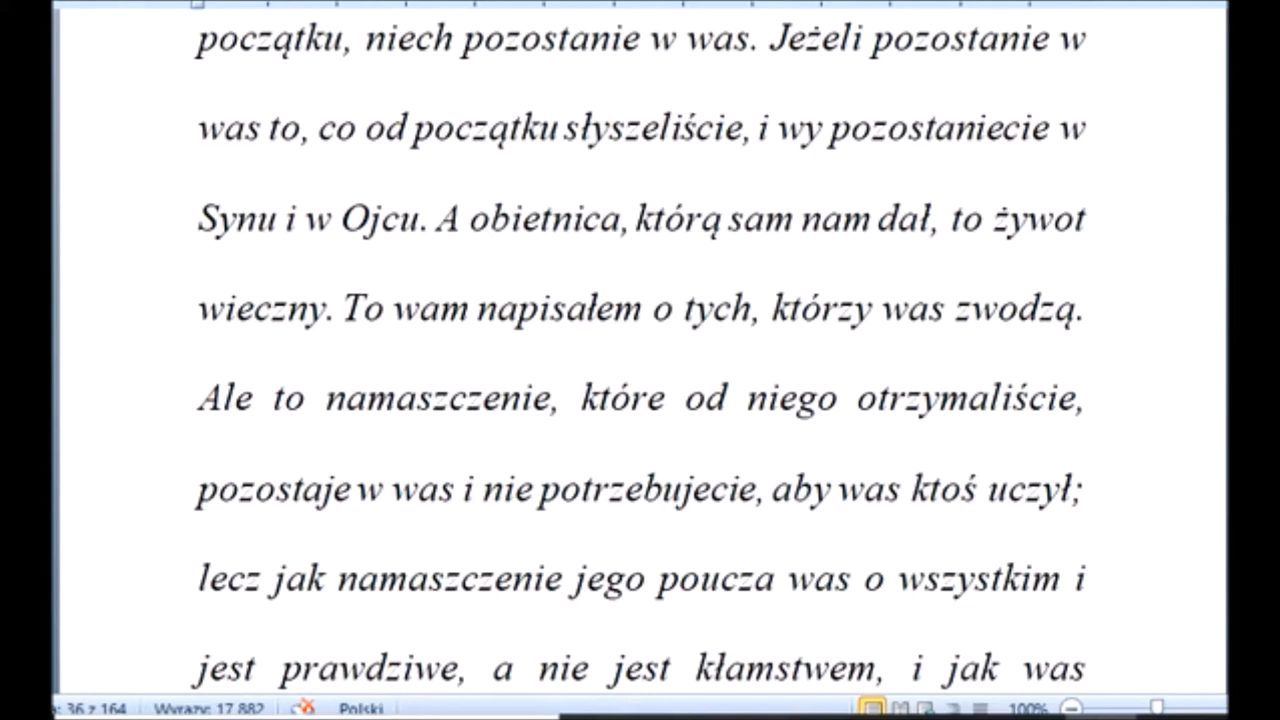 początku, niech pozostanie w was. Jeżeli pozostanie w
was to, co od początku słyszeliście, i wy pozostaniecie w
Synu i w Ojcu. A obietnica, którą sam nam dał, to żywot
wieczny. To wam napisałem o tych, którzy was zwodzą.
Ale to namaszczenie, które od niego otrzymaliście,
pozostaje w was i nie potrzebujecie, aby was ktoś uczył;
lecz jak namaszczenie jego poucza was o wszystkim i
jest prawdziwe, a nie jest kłamstwem, i jak was
: 36 z 164 Wyrazy: 17 882 Polski 100%